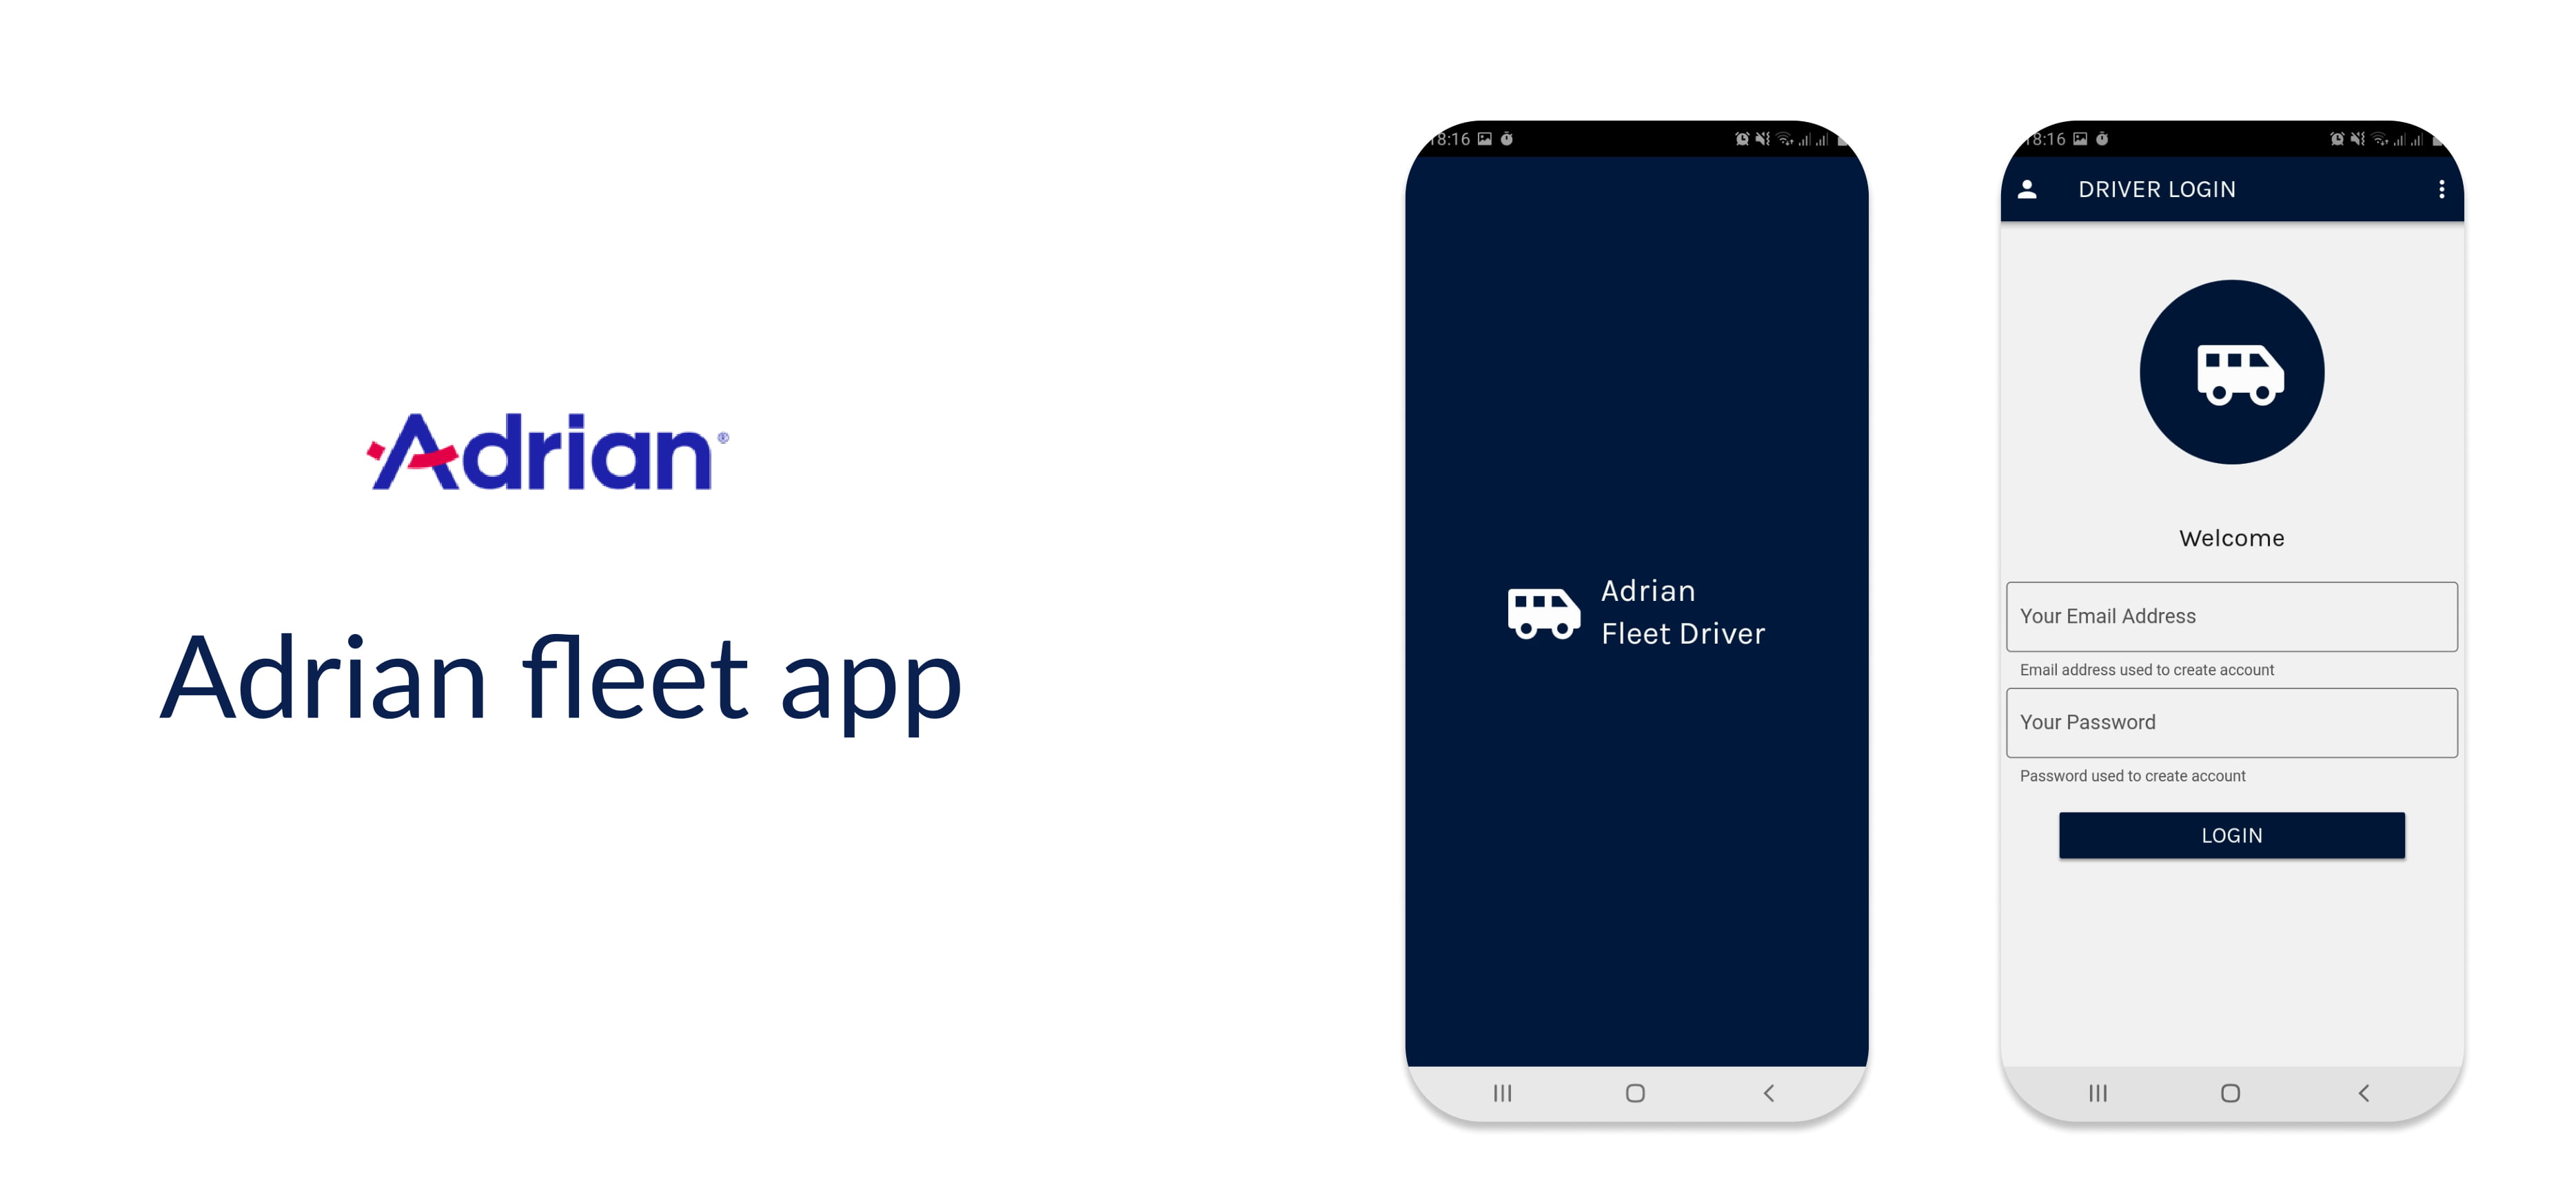 Adrian®
Adrian fleet app
8:16
Adrian
Fleet Driver
8:16
DRIVER LOGIN
Welcome
Your Email Address
Email address used to create account
Your Password
Password used to create account
LOGIN